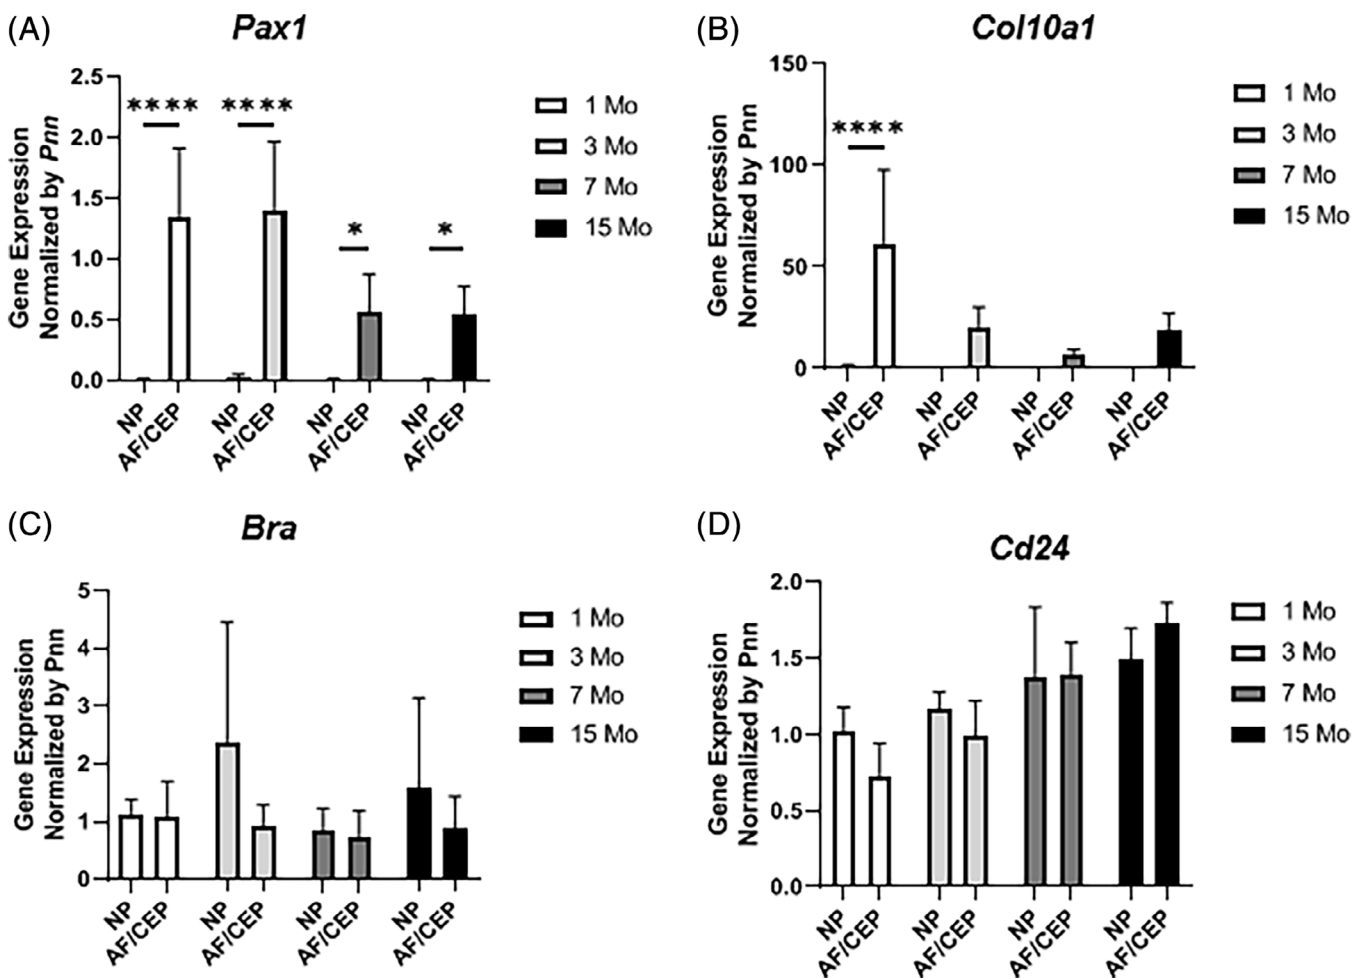 (A)
Pax1
Gene Expression
Normalized by Pnn
2.5
2.0
1.5
1.0
0.5
0.0
****
****
*
*
NP
AF/CEP
NP
AF/CEP
NP
AF/CEP
NP
AF/CEP
1 Mo
3 Mo
7 Mo
15 Mo
(B)
Col10a1
Gene Expression
Normalized by Pnn
150
100
50
0
****
NP
AF/CEP
NP
AF/CEP
NP
AF/CEP
NP
AF/CEP
1 Mo
3 Mo
7 Mo
15 Mo
(C)
Bra
Gene Expression
Normalized by Pnn
5
4
3
2
1
0
NP
AF/CEP
NP
AF/CEP
NP
AF/CEP
NP
AF/CEP
1 Mo
3 Mo
7 Mo
15 Mo
(D)
Cd24
Gene Expression
Normalized by Pnn
2.0
1.5
1.0
0.5
0.0
NP
AF/CEP
NP
AF/CEP
NP
AF/CEP
NP
AF/CEP
1 Mo
3 Mo
7 Mo
15 Mo